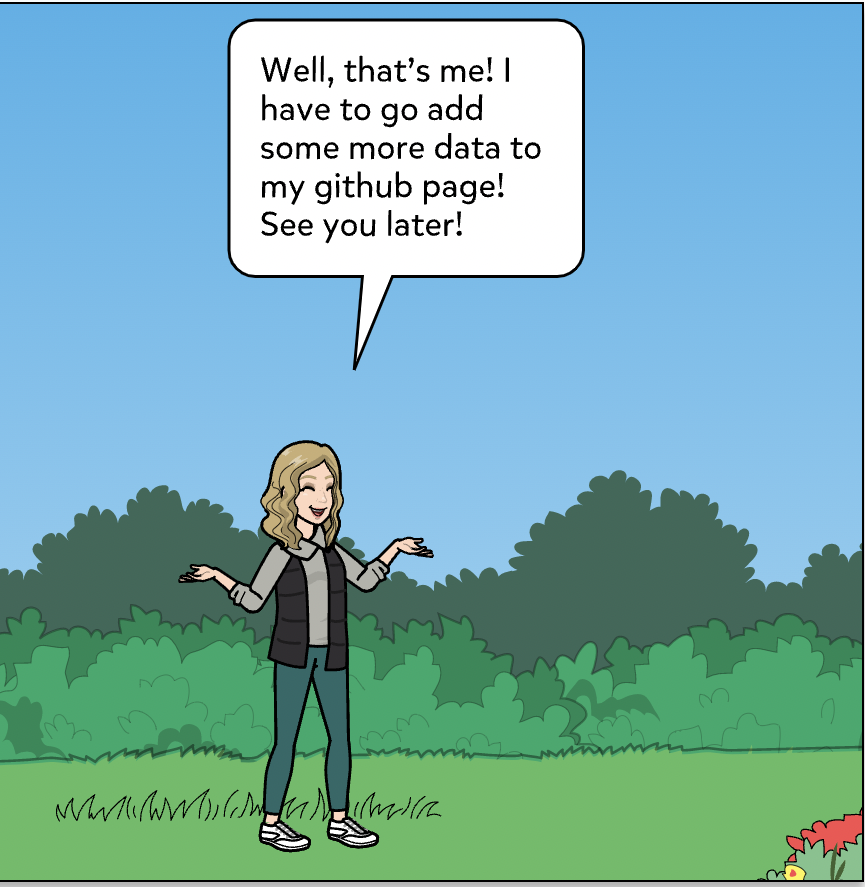 Well, that's me! I
have to go add
some more data to
my github page!
See you later!